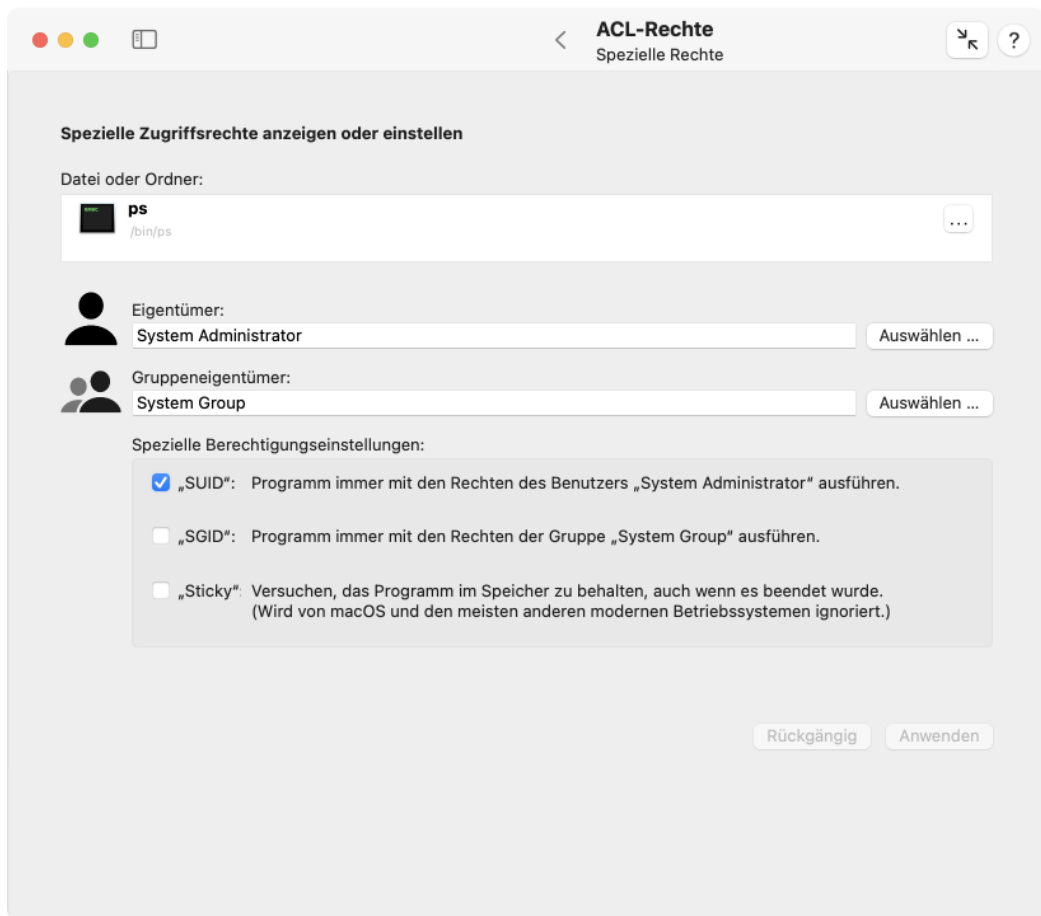 ACL-Rechte
Spezielle Rechte
?
Spezielle Zugriffsrechte anzeigen oder einstellen
Datei oder Ordner:
ps
/bin/ps
...
Eigentümer:
System Administrator
Auswählen ...
Gruppeneigentümer:
System Group
Auswählen ...
Spezielle Berechtigungseinstellungen:
„SUID“: Programm immer mit den Rechten des Benutzers „System Administrator“ ausführen.
„SGID“: Programm immer mit den Rechten der Gruppe „System Group“ ausführen.
„Sticky“: Versuchen, das Programm im Speicher zu behalten, auch wenn es beendet wurde.
(Wird von macOS und den meisten anderen modernen Betriebssystemen ignoriert.)
Rückgängig
Anwenden